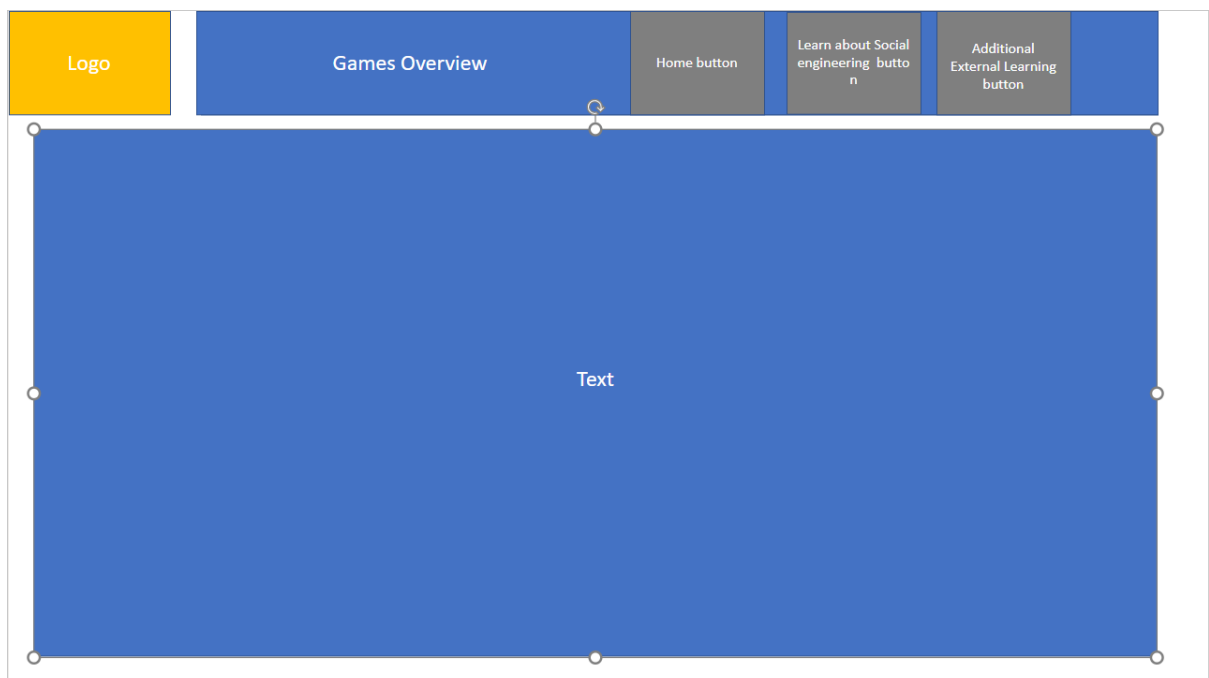 Logo
Games Overview
Home button
Learn about Social
engineering  butto
n
Additional
External Learning
button
Text